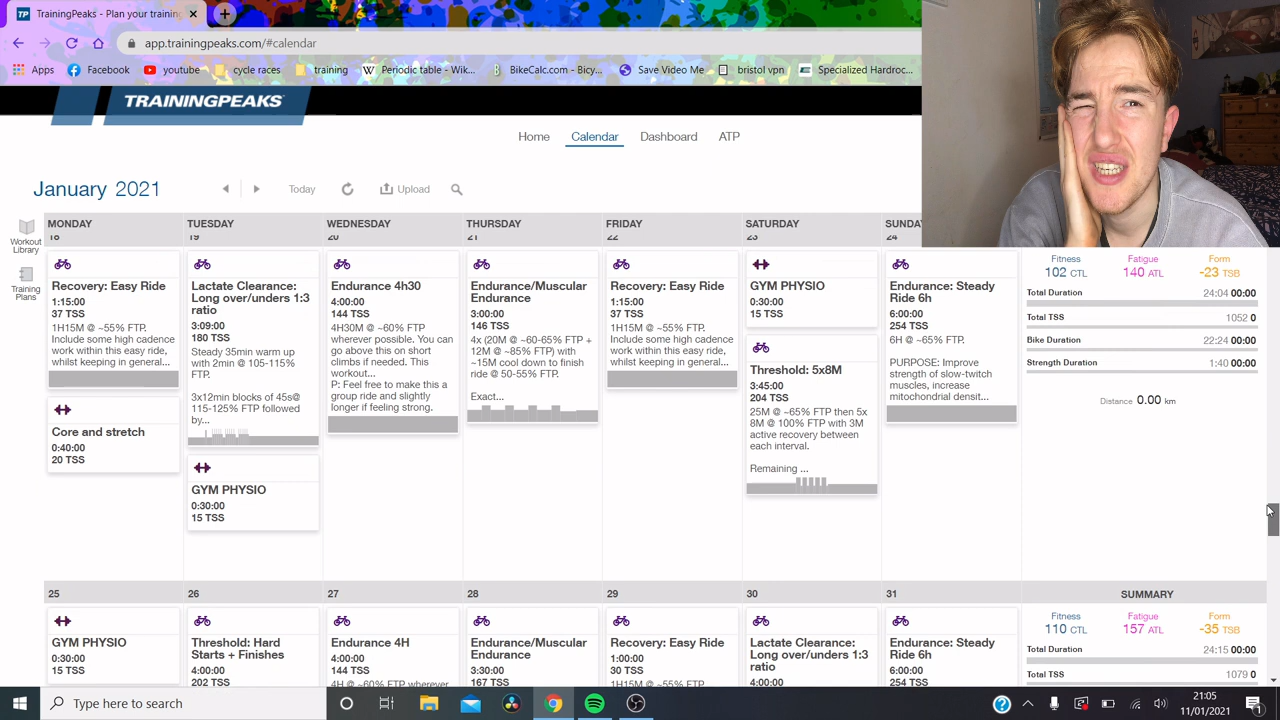 TrainingPeaks - Plan your training
app.trainingpeaks.com/#calendar
Apps Facebook youtube cycle races training Periodic table - Wik... BikeCalc.com - Bicy... Save Video Me bristol vpn Specialized Hardroc...
TRAININGPEAKS
Home Calendar Dashboard ATP
January 2021
Today Upload
Workout Library
Training Plans
MONDAY TUESDAY WEDNESDAY THURSDAY FRIDAY SATURDAY SUNDAY
18 19 20 21 22 23 24
Recovery: Easy Ride
1:15:00
37 TSS
1H15M @ ~55% FTP.
Include some high cadence
work within this easy ride,
whilst keeping in general...
Core and stretch
0:40:00
20 TSS
Lactate Clearance:
Long over/unders 1:3
ratio
3:09:00
180 TSS
Steady 35min warm up
with 2min @ 105-115%
FTP.
3x12min blocks of 45s@
115-125% FTP followed
by...
GYM PHYSIO
0:30:00
15 TSS
Endurance 4h30
4:00:00
144 TSS
4H30M @ ~60% FTP
wherever possible. You can
go above this on short
climbs if needed. This
workout...
P: Feel free to make this a
group ride and slightly
longer if feeling strong.
Endurance/Muscular
Endurance
3:00:00
146 TSS
4x (20M @ ~60-65% FTP +
12M @ ~85% FTP) with
~15M cool down to finish
ride @ 50-55% FTP.
Exact...
Recovery: Easy Ride
1:15:00
37 TSS
1H15M @ ~55% FTP.
Include some high cadence
work within this easy ride,
whilst keeping in general...
GYM PHYSIO
0:30:00
15 TSS
Threshold: 5x8M
3:45:00
204 TSS
25M @ ~65% FTP then 5x
8M @ 100% FTP with 3M
active recovery between
each interval.
Remaining ...
Endurance: Steady
Ride 6h
6:00:00
254 TSS
6H @ ~65% FTP.
PURPOSE: Improve
strength of slow-twitch
muscles, increase
mitochondrial densit...
Fitness Fatigue Form
102 CTL 140 ATL -23 TSB
Total Duration 24:04 00:00
Total TSS 1052 0
Bike Duration 22:24 00:00
Strength Duration 1:40 00:00
Distance 0.00 km
25 26 27 28 29 30 31 SUMMARY
GYM PHYSIO
0:30:00
15 TSS
Threshold: Hard
Starts + Finishes
4:00:00
202 TSS
Endurance 4H
4:00:00
144 TSS
4H @ ~60% FTP wherever
Endurance/Muscular
Endurance
3:30:00
167 TSS
Recovery: Easy Ride
1:00:00
30 TSS
1H15M @ ~55% FTP.
Lactate Clearance:
Long over/unders 1:3
ratio
4:00:00
Endurance: Steady
Ride 6h
6:00:00
254 TSS
Fitness Fatigue Form
110 CTL 157 ATL -35 TSB
Total Duration 24:15 00:00
Total TSS 1079 0
Type here to search
21:05
11/01/2021
1